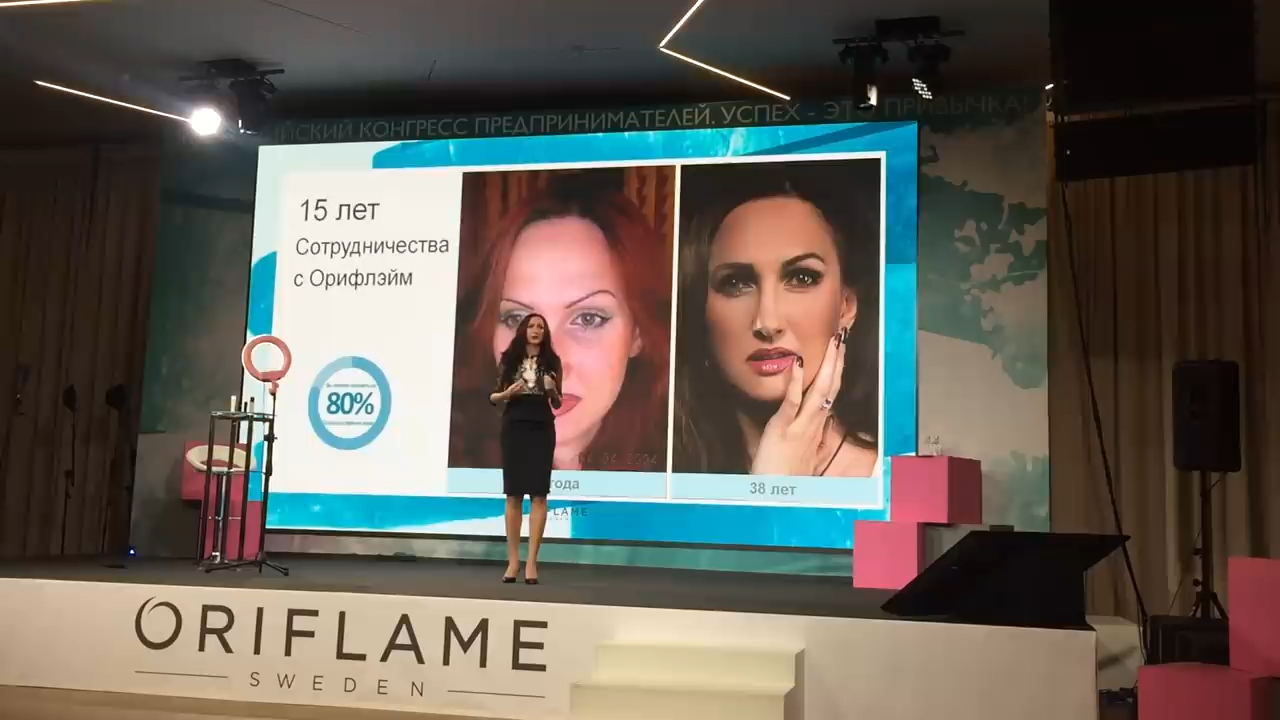 ЙСКИЙ КОНГРЕСС ПРЕДПРИНИМАТЕЛЕЙ. УСПЕХ - ЭТО ПРИВЫЧКА!
15 лет
Сотрудничества
с Орифлэйм
80%
года
38 лет
ORIFLAME
SWEDEN